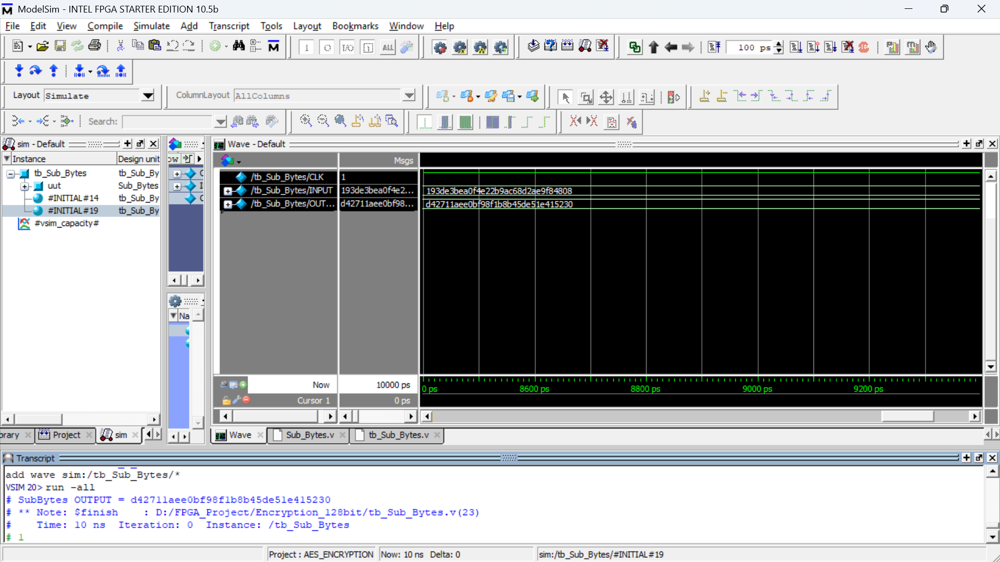 ModelSim - INTEL FPGA STARTER EDITION 10.5b
File Edit View Compile Simulate Add Transcript Tools Layout Bookmarks Window Help
100 ps
Layout Simulate
ColumnLayout AllColumns
Search:
sim - Default
Instance Design unit
tb_Sub_Bytes tb_Sub_By
uut Sub_Bytes
#INITIAL#14 tb_Sub_By
#INITIAL#19 tb_Sub_By
#vsim_capacity#
Na
Wave - Default
Msgs
/tb_Sub_Bytes/CLK 1
/tb_Sub_Bytes/INPUT 193de3bea0f4e2... 193de3bea0f4e22b9ac68d2ae9f84808
/tb_Sub_Bytes/OUT... d42711aee0bf98... d42711aee0bf98f1b8b45de51e415230
Now 10000 ps
0 ps 8600 ps 8800 ps 9000 ps 9200 ps
Cursor 1 0 ps
brary Project sim
Wave Sub_Bytes.v tb_Sub_Bytes.v
Transcript
add wave sim:/tb_Sub_Bytes/*
VSIM 20> run -all
# SubBytes OUTPUT = d42711aee0bf98f1b8b45de51e415230
# ** Note: $finish : D:/FPGA_Project/Encryption_128bit/tb_Sub_Bytes.v(23)
# Time: 10 ns Iteration: 0 Instance: /tb_Sub_Bytes
# 1
Project : AES_ENCRYPTION Now: 10 ns Delta: 0 sim:/tb_Sub_Bytes/#INITIAL#19